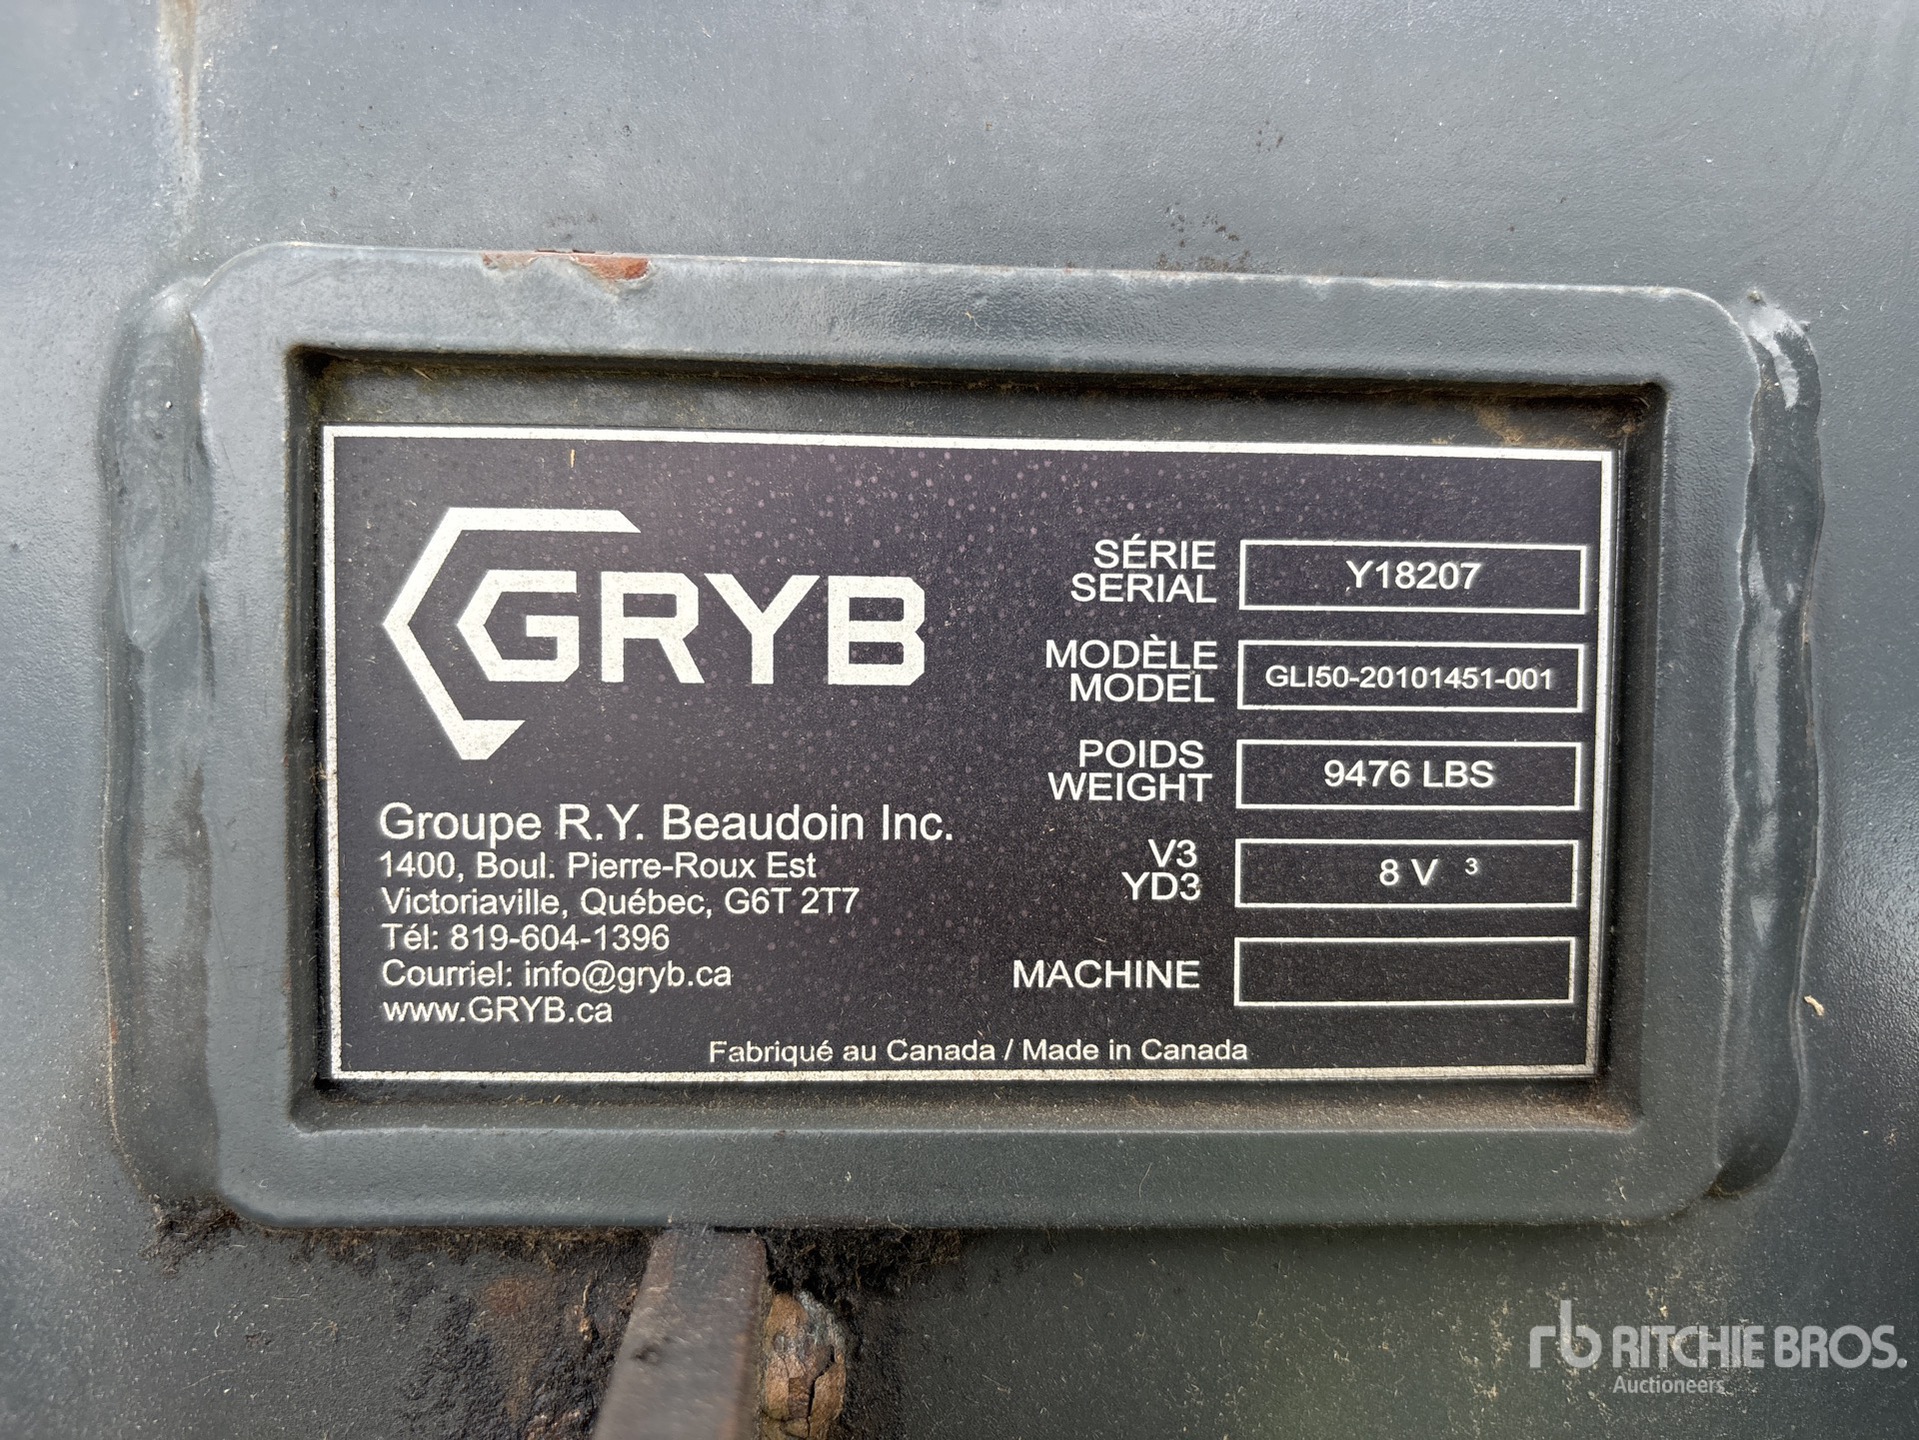 GRYB
Groupe R.Y. Beaudoin Inc.
1400, Boul. Pierre-Roux Est
Victoriaville, Québec, G6T 2T7
Tél: 819-604-1396
Courriel: info@gryb.ca
www.GRYB.ca
SÉRIE
SERIAL
Y18207
MODÈLE
MODEL
GLI50-20101451-001
POIDS
WEIGHT
9476 LBS
V3
YD3
8 V ³
MACHINE
Fabriqué au Canada / Made in Canada
rb RITCHIE BROS.
Auctioneers